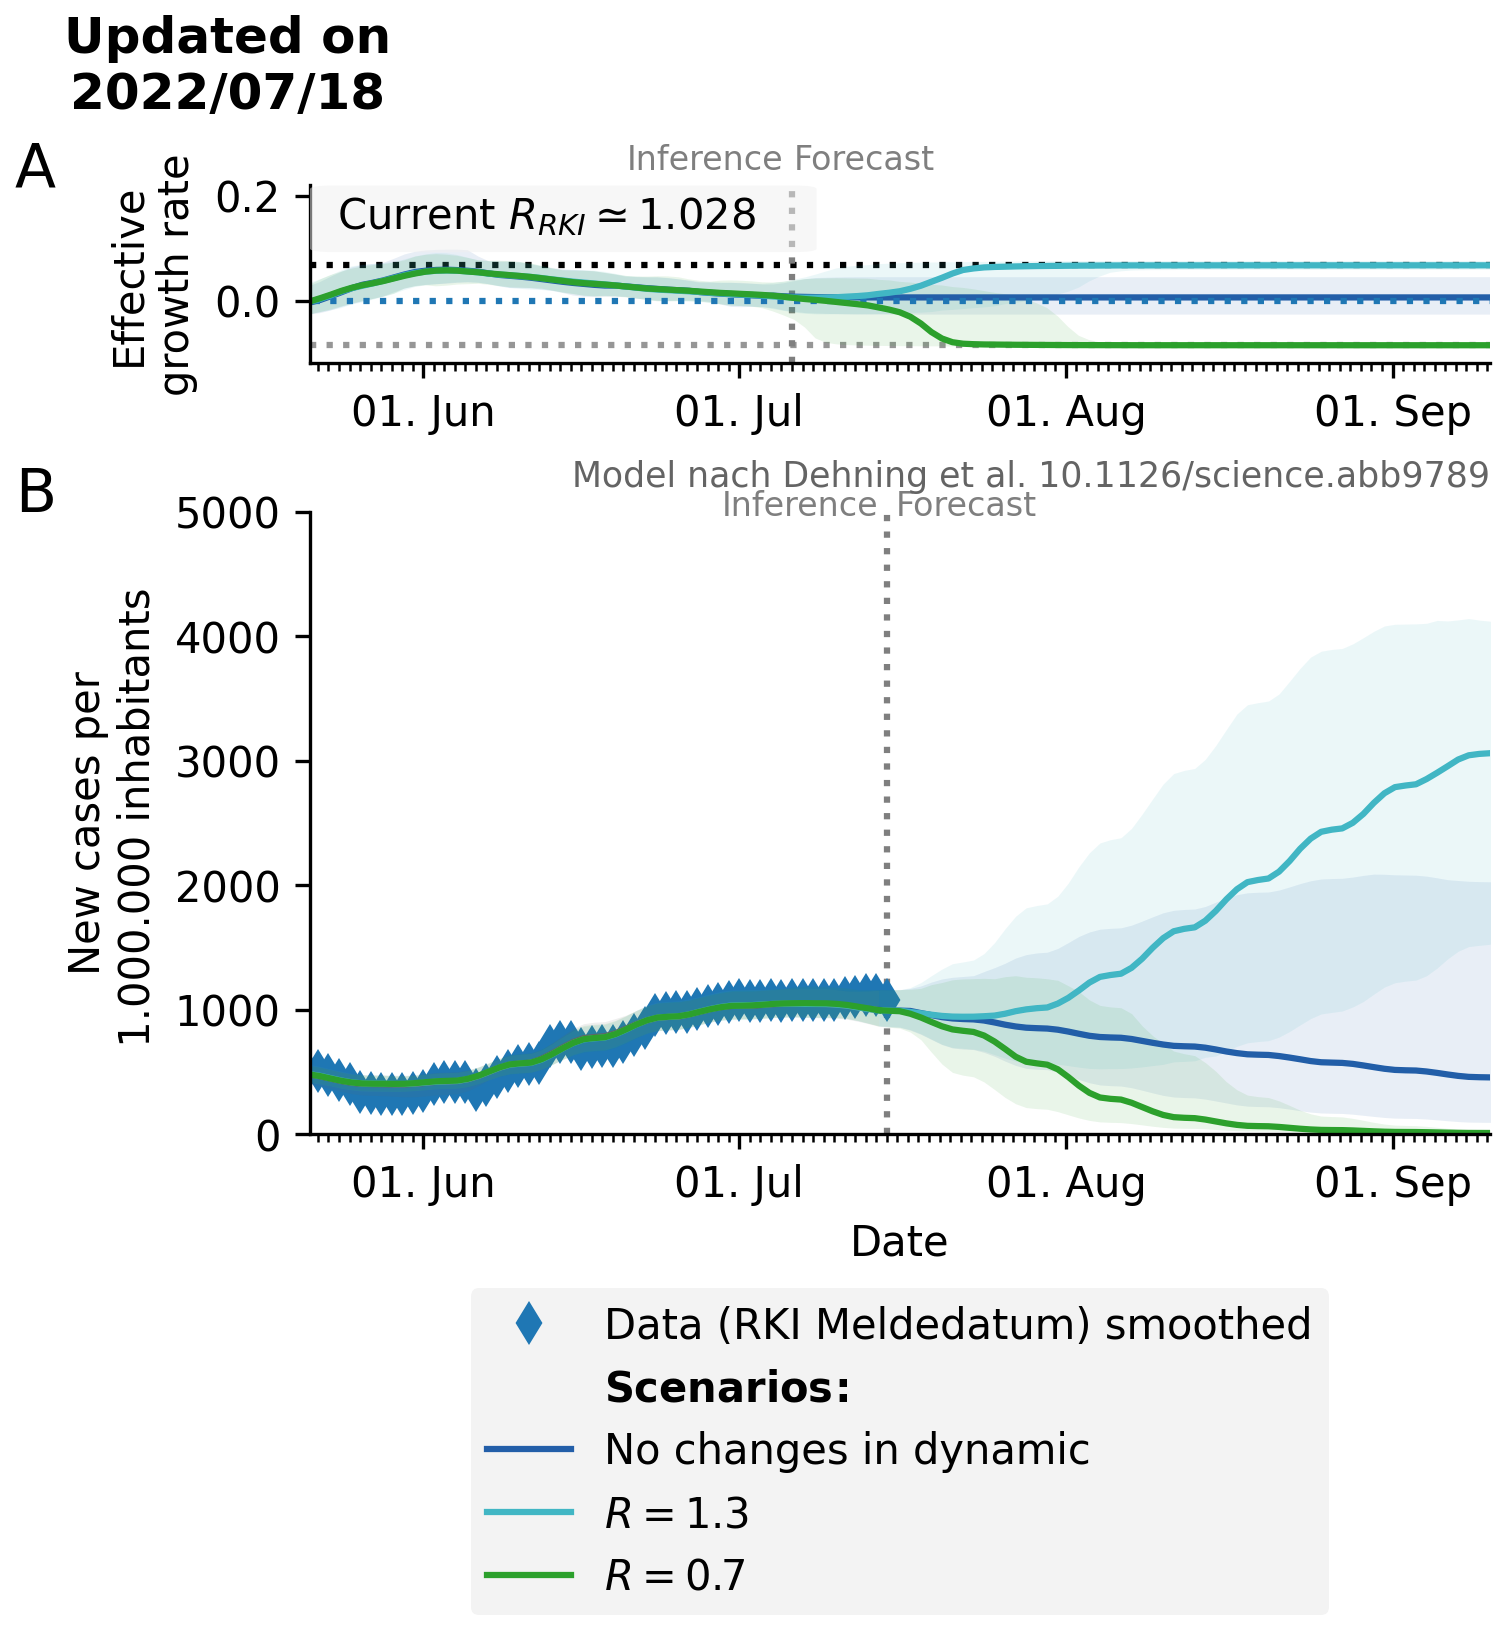 Updated on
2022/07/18
A
Inference Forecast
Effective
growth rate
0.2
0.0
Current R_RKI ≃ 1.028
01. Jun 01. Jul 01. Aug 01. Sep
B
Model nach Dehning et al. 10.1126/science.abb9789
Inference Forecast
New cases per
1.000.000 inhabitants
5000
4000
3000
2000
1000
0
01. Jun 01. Jul 01. Aug 01. Sep
Date
Data (RKI Meldedatum) smoothed
Scenarios:
No changes in dynamic
R = 1.3
R = 0.7